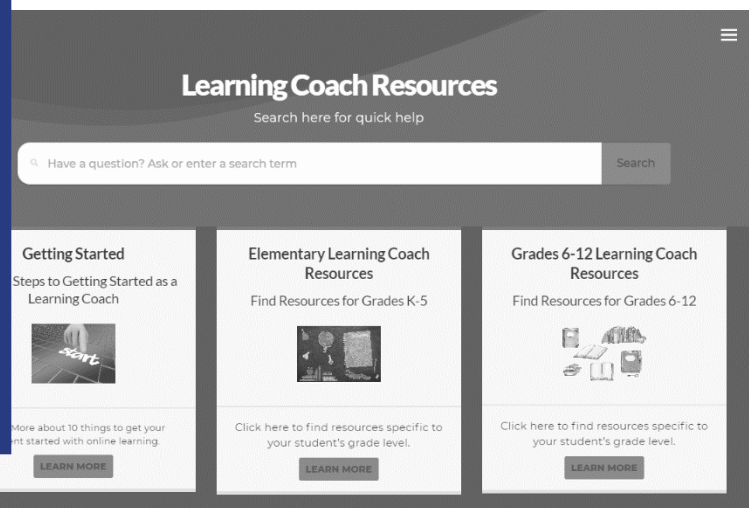 Learning Coach Resources
Search here for quick help
Have a question? Ask or enter a search term
Search
Getting Started
Steps to Getting Started as a
Learning Coach
start
More about 10 things to get your
started with online learning.
LEARN MORE
Elementary Learning Coach
Resources
Find Resources for Grades K-5
Click here to find resources specific to
your student's grade level.
LEARN MORE
Grades 6-12 Learning Coach
Resources
Find Resources for Grades 6-12
Click here to find resources specific to
your student's grade level.
LEARN MORE